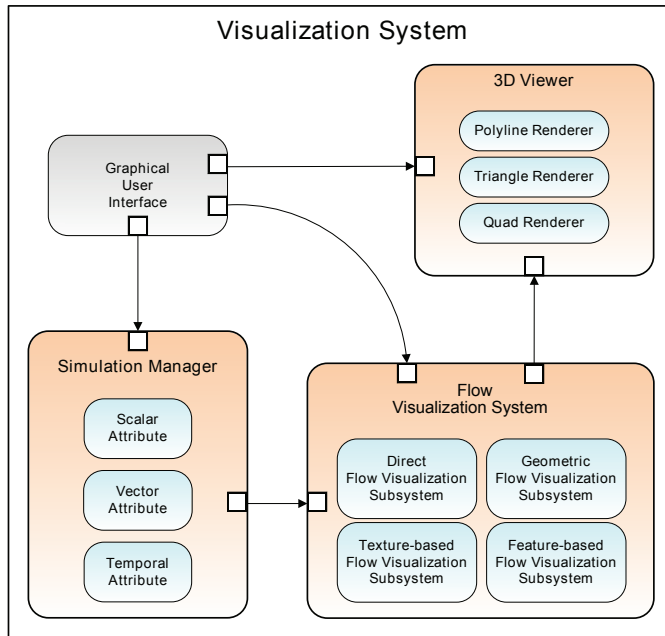 Visualization System
3D Viewer
Polyline Renderer
Triangle Renderer
Quad Renderer
Graphical
User
Interface
Simulation Manager
Scalar
Attribute
Vector
Attribute
Temporal
Attribute
Flow
Visualization System
Direct
Flow Visualization
Subsystem
Geometric
Flow Visualization
Subsystem
Texture-based
Flow Visualization
Subsystem
Feature-based
Flow Visualization
Subsystem